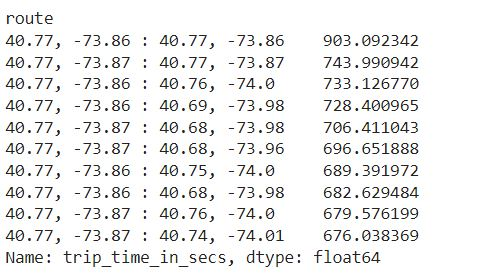 route
40.77, -73.86 : 40.77, -73.86    903.092342
40.77, -73.87 : 40.77, -73.87    743.990942
40.77, -73.86 : 40.76, -74.0     733.126770
40.77, -73.86 : 40.69, -73.98    728.400965
40.77, -73.87 : 40.68, -73.98    706.411043
40.77, -73.87 : 40.68, -73.96    696.651888
40.77, -73.86 : 40.75, -74.0     689.391972
40.77, -73.86 : 40.68, -73.98    682.629484
40.77, -73.87 : 40.76, -74.0     679.576199
40.77, -73.87 : 40.74, -74.01    676.038369
Name: trip_time_in_secs, dtype: float64